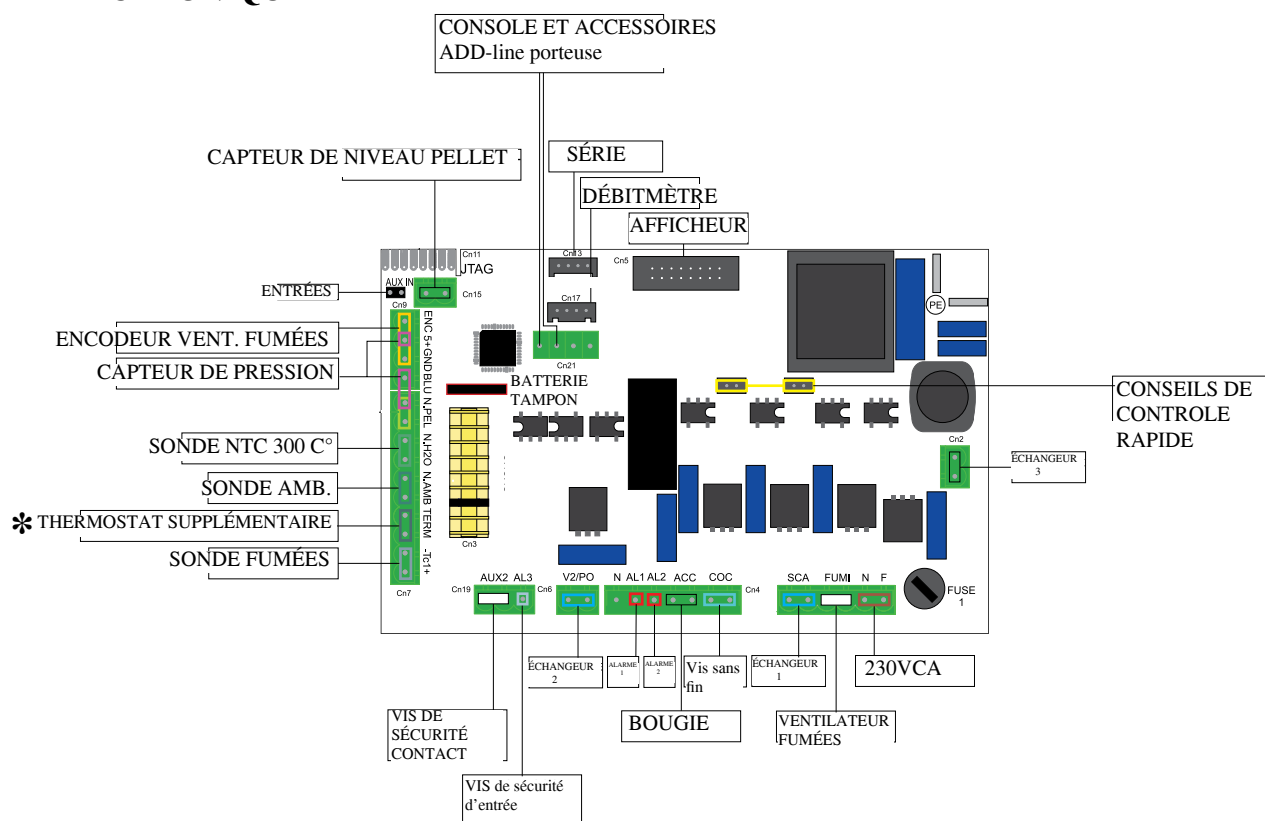 CONSOLE ET ACCESSOIRES
ADD-line porteuse
CAPTEUR DE NIVEAU PELLET
SÉRIE
DÉBITMÈTRE
AFFICHEUR
Cn11
JTAG
Cn13
Cn5
AUX IN
Cn15
ENTRÉES
Cn9
Cn17
PE
ENCODEUR VENT. FUMÉES
CAPTEUR DE PRESSION
ENC 5+GND BLU N.PEL N.H2O N.AMB TERM -Tc1+
Cn21
BATTERIE
TAMPON
CONSEILS DE
CONTROLE
RAPIDE
SONDE NTC 300 C°
Cn2
ÉCHANGEUR
3
SONDE AMB.
✻ THERMOSTAT SUPPLÉMENTAIRE
Cn3
SONDE FUMÉES
Cn7
Cn19
AUX2 AL3
Cn6
V2/PO
N AL1 AL2 ACC COC
Cn4
SCA FUMI N F
FUSE
1
ÉCHANGEUR
2
ALARME
1
ALARME
2
Vis sans
fin
ÉCHANGEUR
1
230VCA
VIS DE
SÉCURITÉ
CONTACT
BOUGIE
VENTILATEUR
FUMÉES
VIS de sécurité
d'entrée